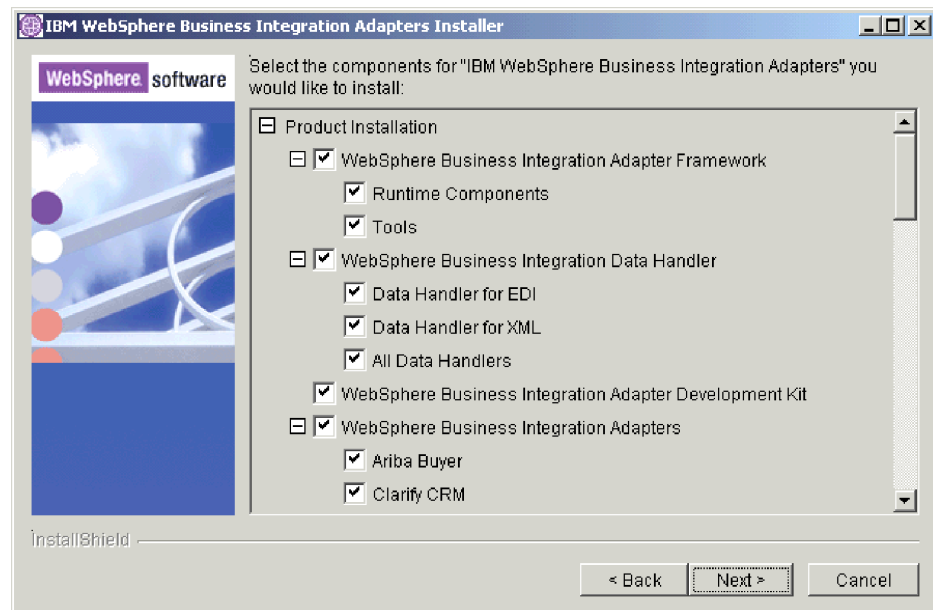 IBM WebSphere Business Integration Adapters Installer
WebSphere software
Select the components for "IBM WebSphere Business Integration Adapters" you
would like to install:
Product Installation
WebSphere Business Integration Adapter Framework
Runtime Components
Tools
WebSphere Business Integration Data Handler
Data Handler for EDI
Data Handler for XML
All Data Handlers
WebSphere Business Integration Adapter Development Kit
WebSphere Business Integration Adapters
Ariba Buyer
Clarify CRM
InstallShield
< Back
Next >
Cancel